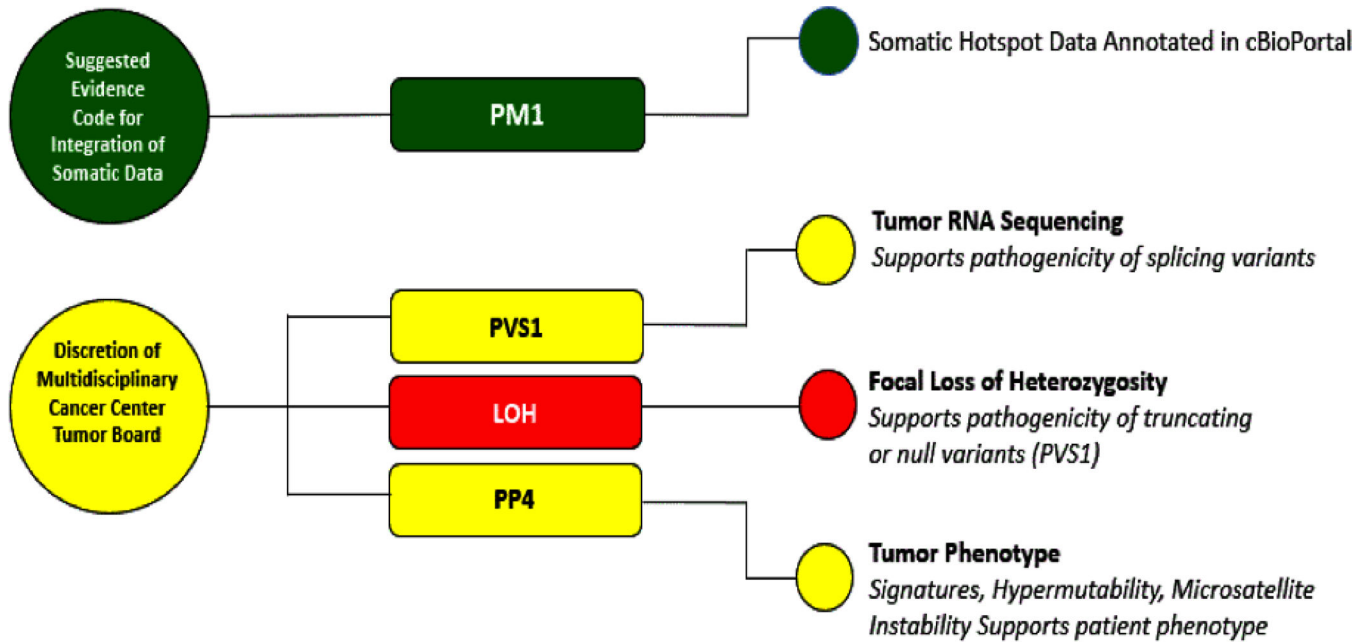 Suggested
Evidence
Code for
Integration of
Somatic Data
PM1
Somatic Hotspot Data Annotated in cBioPortal
Discretion of
Multidisciplinary
Cancer Center
Tumor Board
PVS1
Tumor RNA Sequencing
Supports pathogenicity of splicing variants
LOH
Focal Loss of Heterozygosity
Supports pathogenicity of truncating
or null variants (PVS1)
PP4
Tumor Phenotype
Signatures, Hypermutability, Microsatellite
Instability Supports patient phenotype